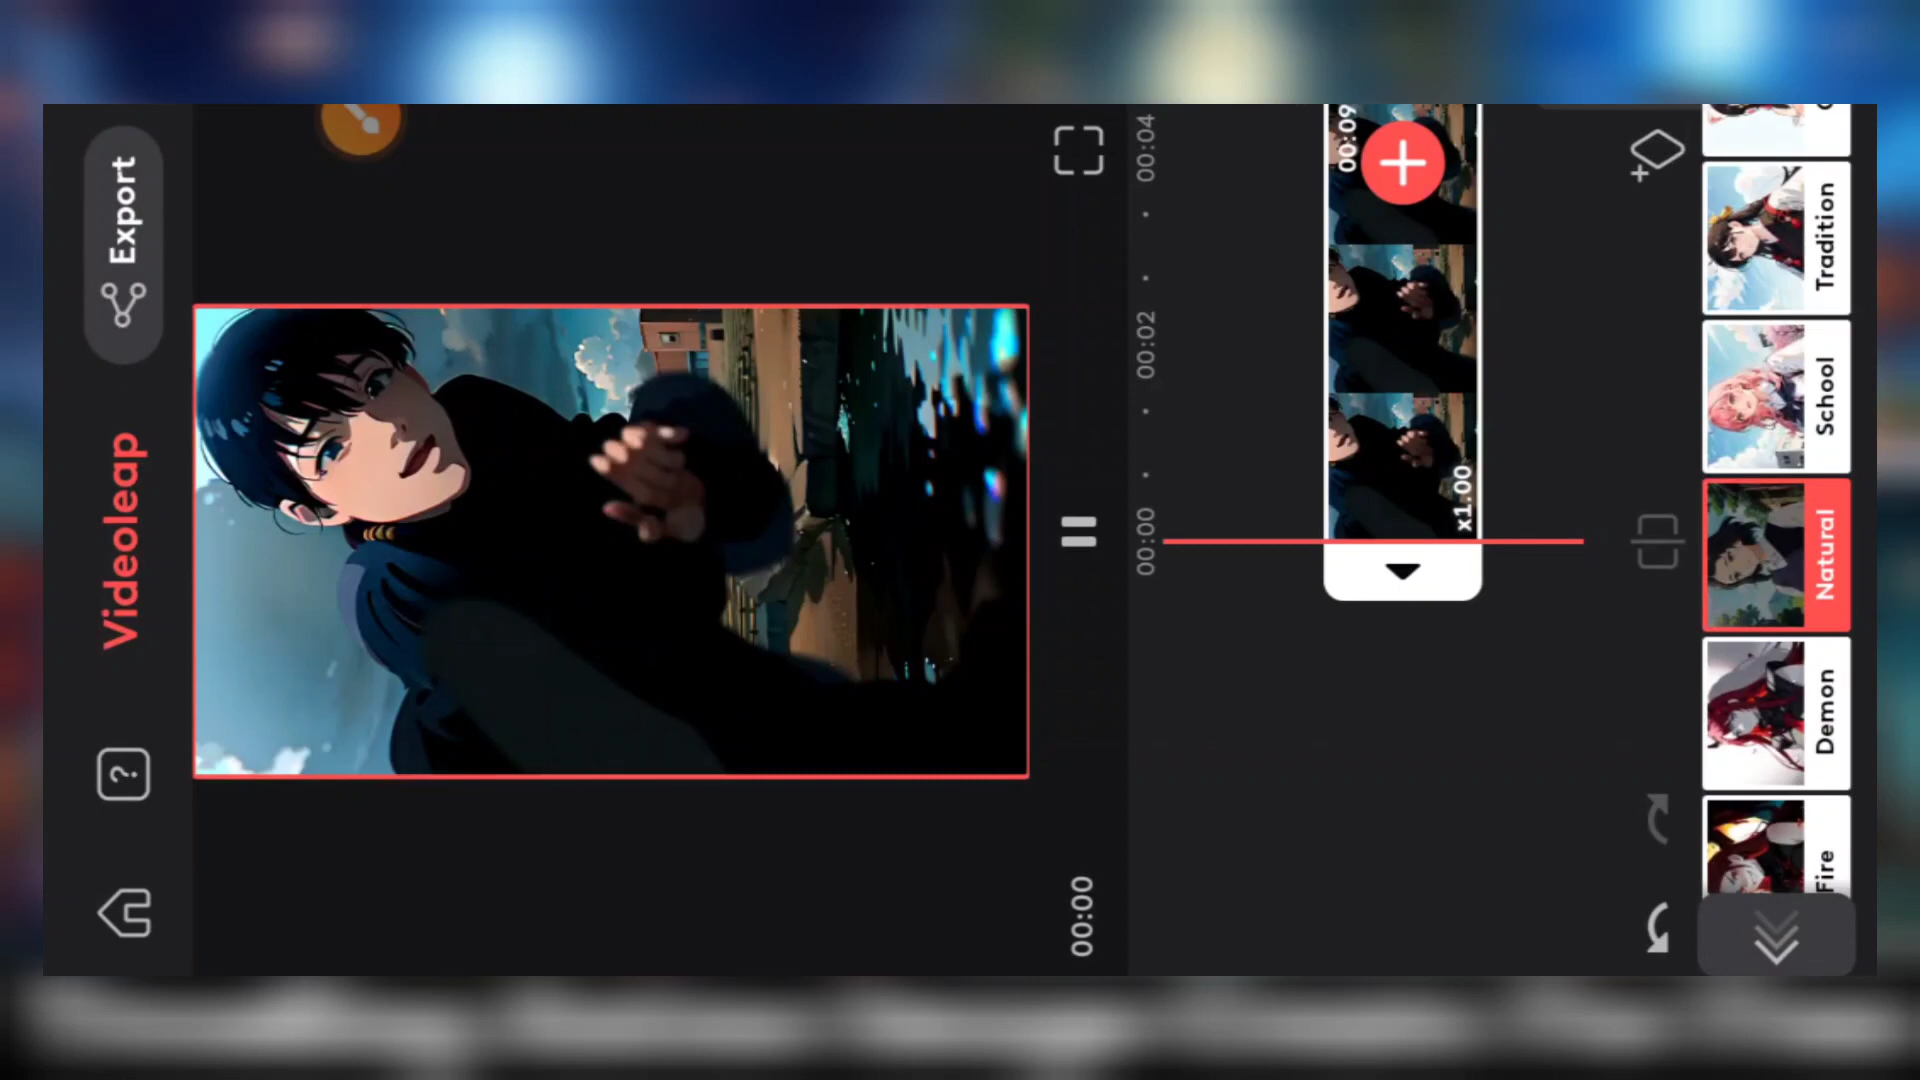 Videoleap
Export
00:00
00:00
00:02
00:04
00:09
x1.00
Fire
Demon
Natural
School
Tradition